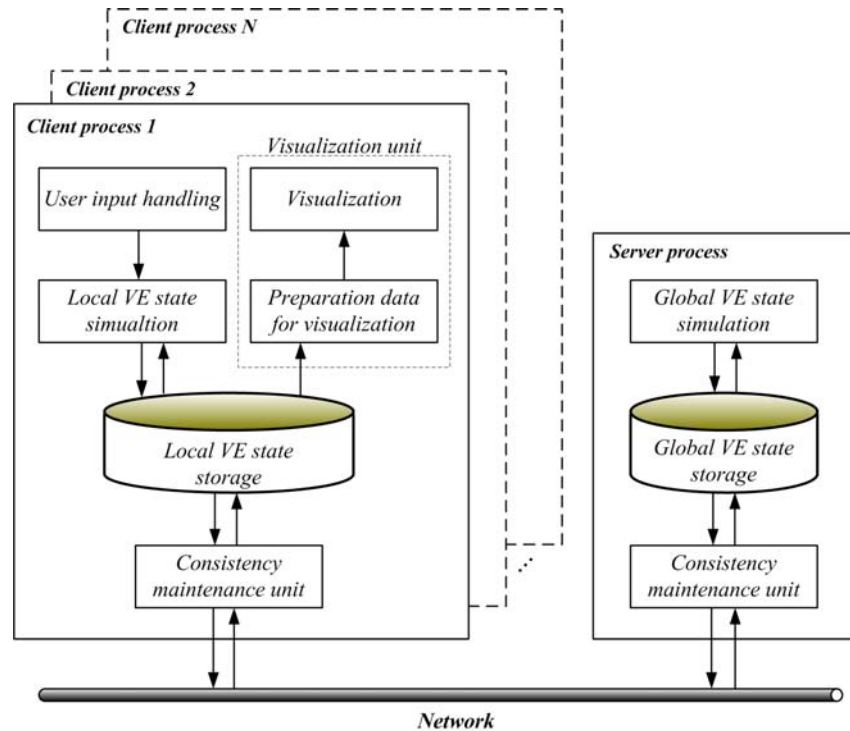 Client process N
Client process 2
Client process 1
Visualization unit
User input handling
Visualization
Local VE state
simualtion
Preparation data
for visualization
Local VE state
storage
Consistency
maintenance unit
...
Server process
Global VE state
simulation
Global VE state
storage
Consistency
maintenance unit
Network